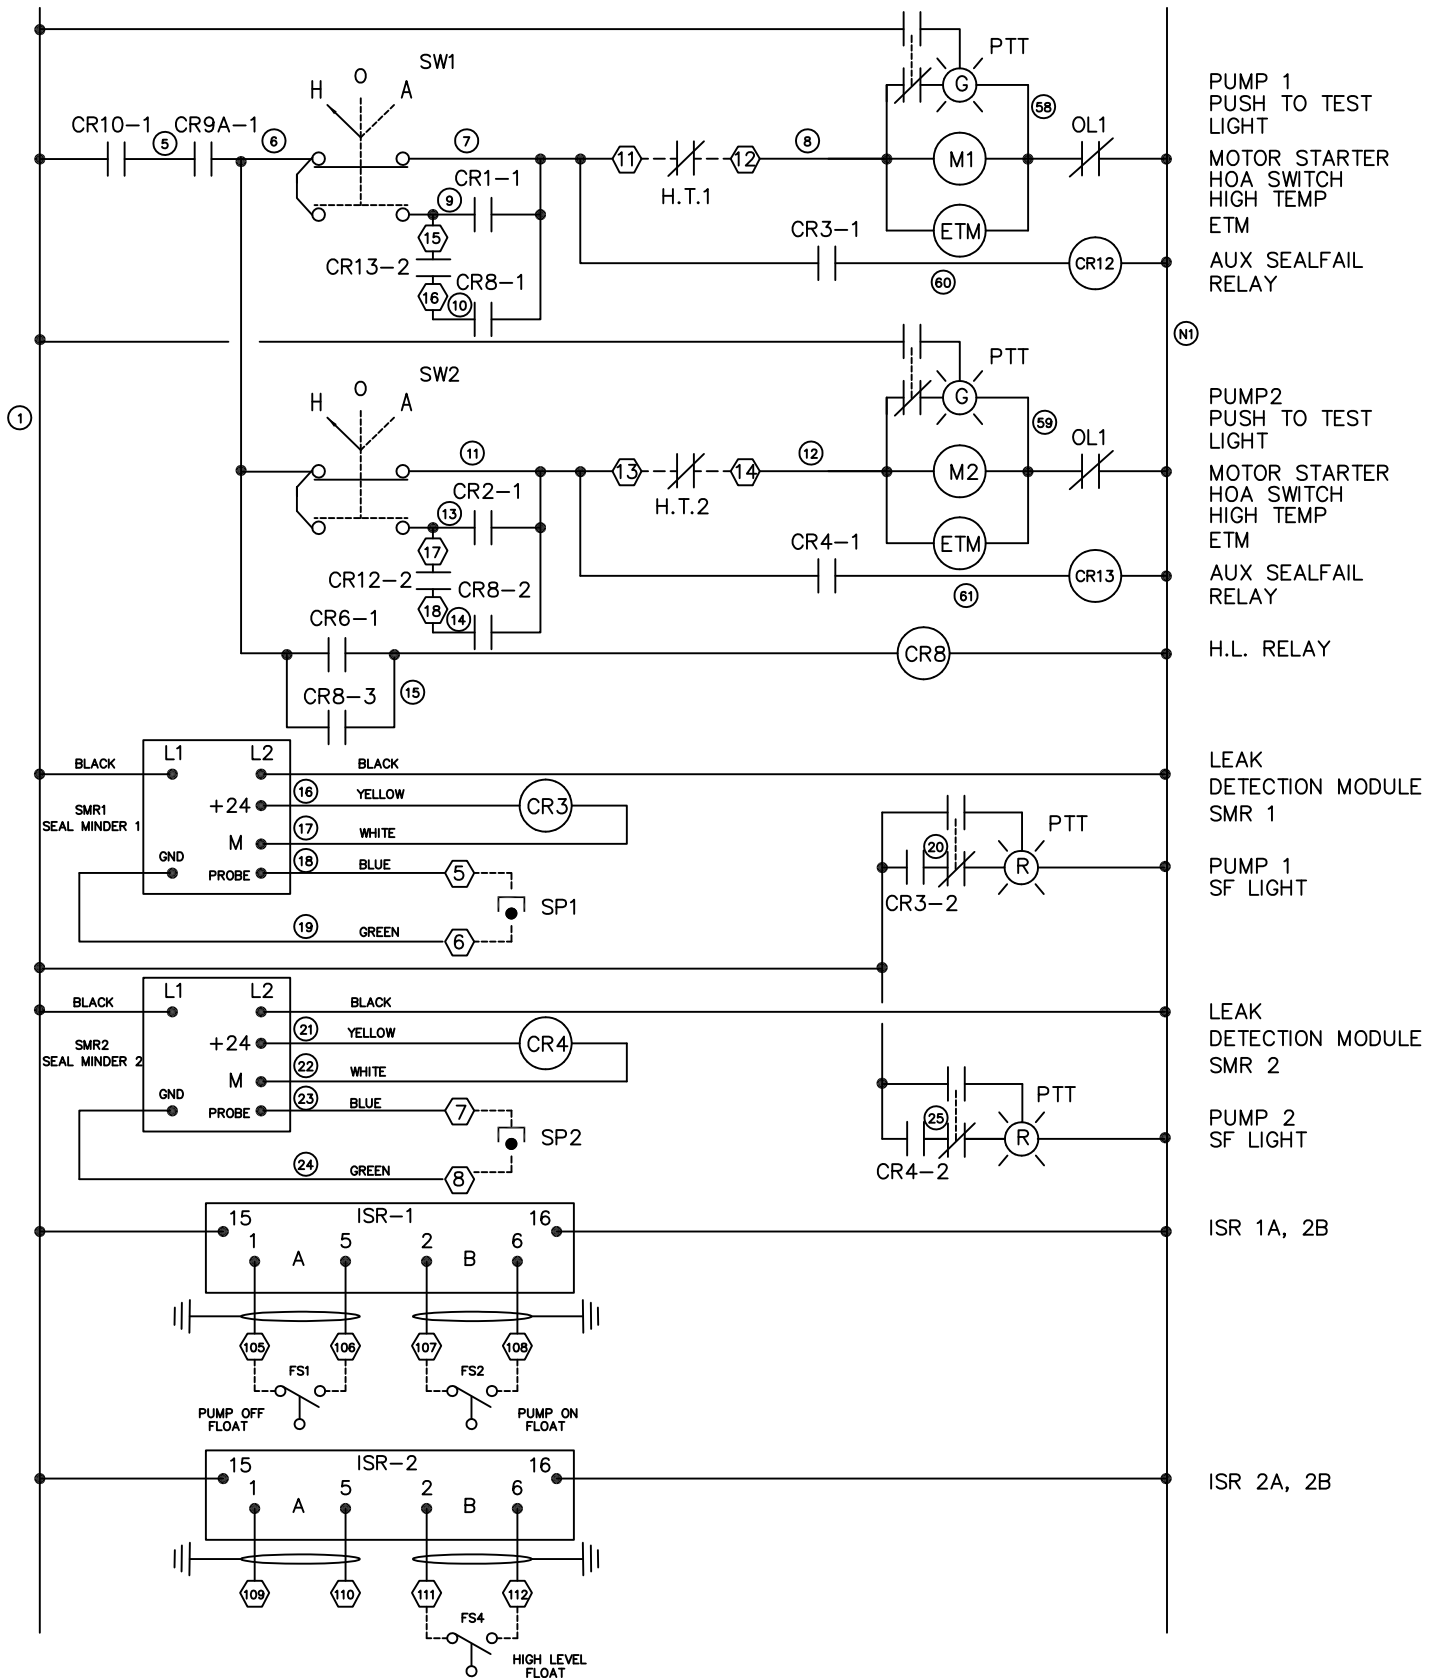 PTT
SW1
H O A
G
58
OL1
PUMP 1
PUSH TO TEST
LIGHT
CR10-1 CR9A-1
5 6 7
11 12 8
M1
MOTOR STARTER
HOA SWITCH
HIGH TEMP
H.T.1
CR1-1
9
15
ETM
ETM
CR13-2
CR8-1
16 10
CR3-1
60
CR12
AUX SEALFAIL
RELAY
N1
1
PTT
SW2
H O A
G
59
OL1
PUMP2
PUSH TO TEST
LIGHT
11
13 14 12
M2
MOTOR STARTER
HOA SWITCH
HIGH TEMP
H.T.2
CR2-1
13
17
ETM
ETM
CR12-2
CR8-2
18 14
CR4-1
61
CR13
AUX SEALFAIL
RELAY
CR6-1
CR8
H.L. RELAY
CR8-3
15
L1 L2
BLACK
BLACK
LEAK
DETECTION MODULE
SMR 1
SMR1
SEAL MINDER 1
+24
16
YELLOW
CR3
M
17
WHITE
GND
PROBE
18
BLUE
5
SP1
19
GREEN
6
PTT
20
R
CR3-2
PUMP 1
SF LIGHT
L1 L2
BLACK
BLACK
LEAK
DETECTION MODULE
SMR 2
SMR2
SEAL MINDER 2
+24
21
YELLOW
CR4
M
22
WHITE
GND
PROBE
23
BLUE
7
SP2
24
GREEN
8
PTT
25
R
CR4-2
PUMP 2
SF LIGHT
ISR-1
15 16
1 A 5 2 B 6
ISR 1A, 2B
105 106 107 108
FS1 FS2
PUMP OFF
FLOAT
PUMP ON
FLOAT
ISR-2
15 16
1 A 5 2 B 6
ISR 2A, 2B
109 110 111 112
FS4
HIGH LEVEL
FLOAT